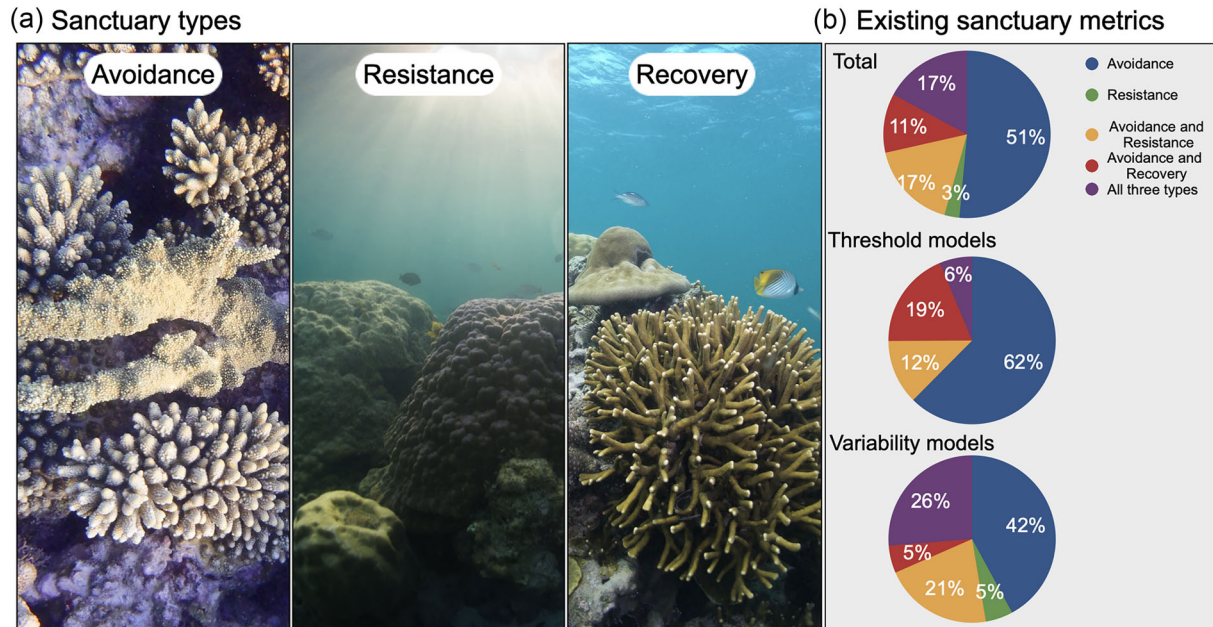 (a) Sanctuary types
Avoidance
Resistance
Recovery
(b) Existing sanctuary metrics
Total
17%
11%
17%
3%
51%
Avoidance
Resistance
Avoidance and
Resistance
Avoidance and
Recovery
All three types
Threshold models
6%
19%
12%
62%
Variability models
26%
5%
21%
5%
42%